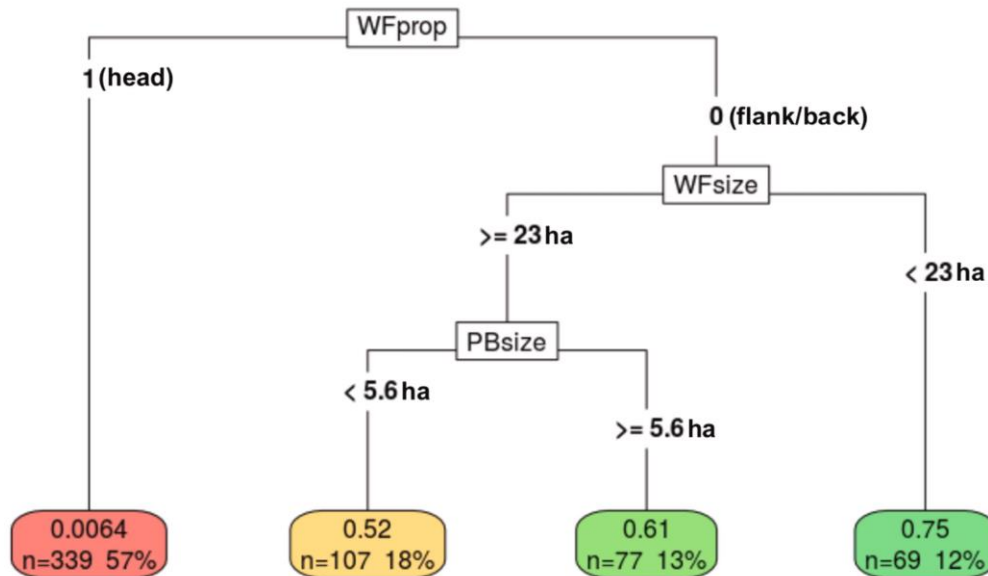 WFprop
1 (head)
0 (flank/back)
WFsize
>= 23 ha
< 23 ha
PBsize
< 5.6 ha
>= 5.6 ha
0.0064
n=339 57%
0.52
n=107 18%
0.61
n=77 13%
0.75
n=69 12%